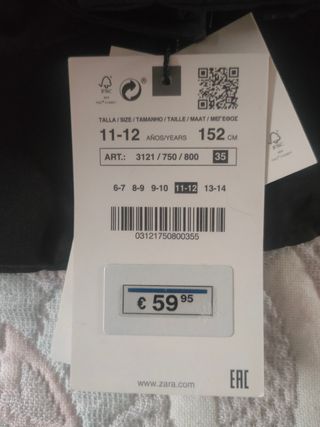 FSC
TALLA / SIZE / TAMANHO / TAILLE / MAAT / ΜΕΓΕΘΟΣ
11-12 AÑOS/YEARS 152 CM
ART.: 3121 / 750 / 800 35
6-7 8-9 9-10 11-12 13-14
03121750800355
€ 59 95
www.zara.com
EAC